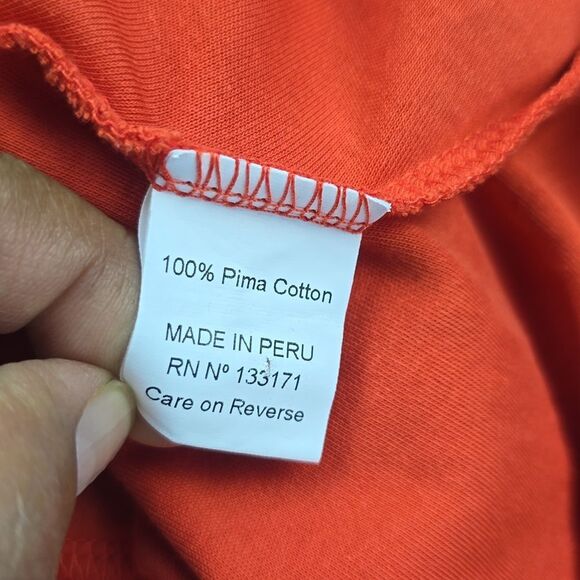 100% Pima Cotton
MADE IN PERU
RN Nº 133171
Care on Reverse